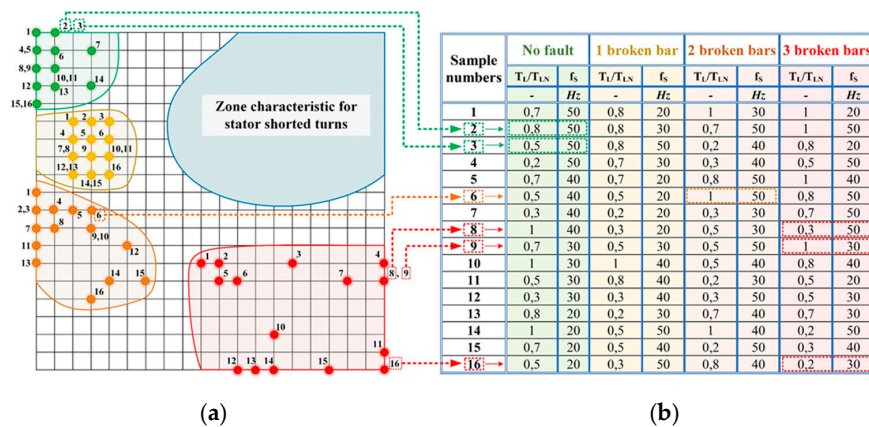 2, 3
1
4,5
6
7
8,9
10,11
12
13
14
15,16
Zone characteristic for
stator shorted turns
1 2 3
4 5 6
7,8 9 10,11
12,13 16
14,15
1
2,3 4 5 6
7 8 9,10
11 12
13 14 15
16
1 2 3 4
5 6 7 8, 9
10
11
12 13 14 15 16
Sample numbers No fault 1 broken bar 2 broken bars 3 broken bars
TL/TLN fS TL/TLN fS TL/TLN fS TL/TLN fS
- Hz - Hz - Hz - Hz
1 0,7 50 0,8 20 1 30 1 20
2 0,8 50 0,8 30 0,7 50 1 50
3 0,5 50 0,8 50 0,2 40 0,8 20
4 0,2 50 0,7 30 0,3 40 0,5 50
5 0,7 40 0,7 20 0,8 50 1 40
6 0,5 40 0,5 20 1 50 0,8 50
7 0,3 40 0,2 20 0,3 30 0,7 50
8 1 40 0,3 20 0,5 30 0,3 50
9 0,7 30 0,5 30 0,5 50 1 30
10 1 30 1 40 0,5 40 0,8 40
11 0,5 30 0,8 40 0,2 30 0,5 20
12 0,3 30 0,3 40 0,3 50 0,5 30
13 0,8 20 0,2 30 0,7 40 0,7 30
14 1 20 0,5 50 1 40 0,2 50
15 0,7 20 0,5 40 0,2 50 0,3 40
16 0,5 20 0,3 50 0,8 40 0,2 30
(a) (b)